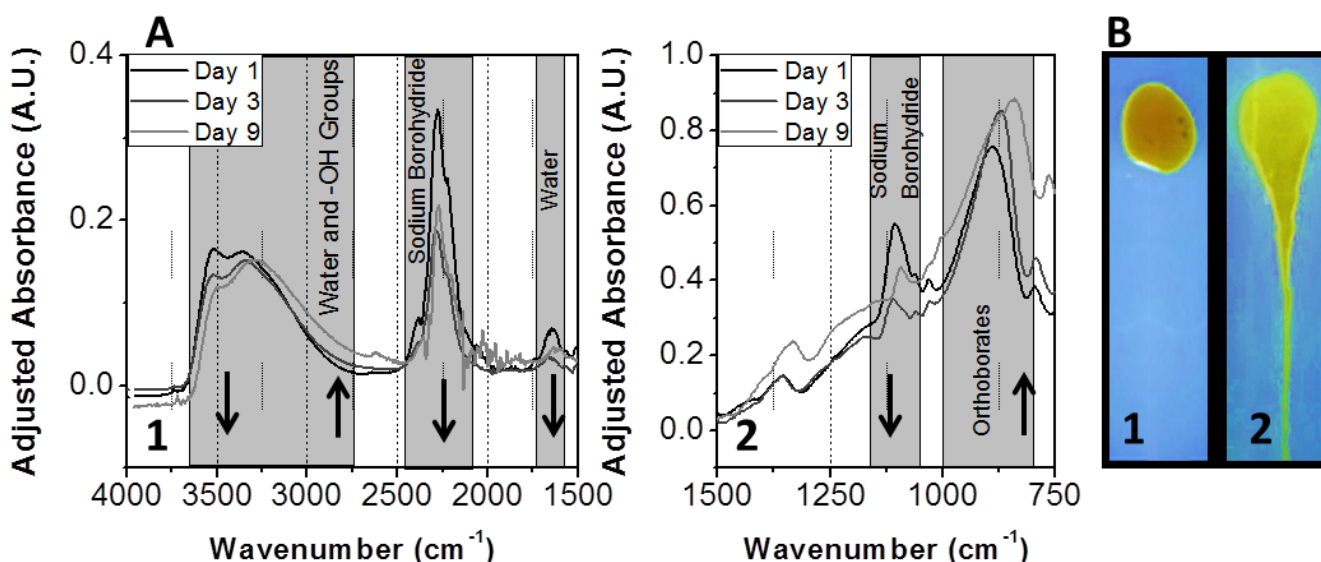 A
B
0.4
0.2
0.0
Adjusted Absorbance (A.U.)
Day 1
Day 3
Day 9
Water and -OH Groups
Sodium Borohydride
Water
1
4000 3500 3000 2500 2000 1500
Wavenumber (cm⁻¹)
1.0
0.8
0.6
0.4
0.2
0.0
Adjusted Absorbance (A.U.)
Day 1
Day 3
Day 9
Sodium
Borohydride
Orthoborates
2
1500 1250 1000 750
Wavenumber (cm⁻¹)
1
2